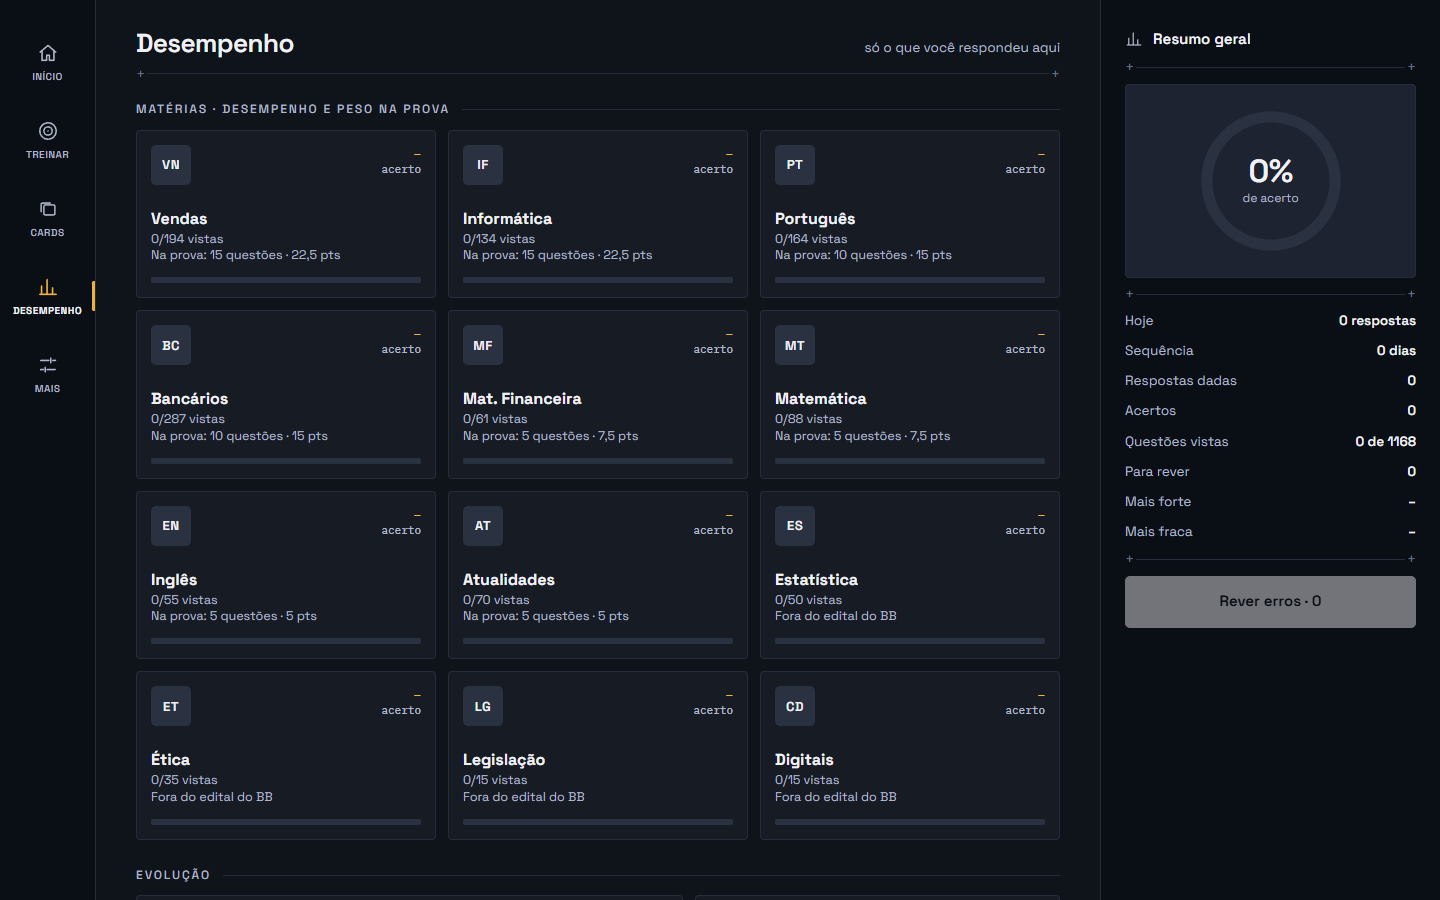 INÍCIO
TREINAR
CARDS
DESEMPENHO
MAIS
Desempenho
só o que você respondeu aqui
MATÉRIAS · DESEMPENHO E PESO NA PROVA
VN
–
acerto
Vendas
0/194 vistas
Na prova: 15 questões · 22,5 pts
IF
–
acerto
Informática
0/134 vistas
Na prova: 15 questões · 22,5 pts
PT
–
acerto
Português
0/164 vistas
Na prova: 10 questões · 15 pts
BC
–
acerto
Bancários
0/287 vistas
Na prova: 10 questões · 15 pts
MF
–
acerto
Mat. Financeira
0/61 vistas
Na prova: 5 questões · 7,5 pts
MT
–
acerto
Matemática
0/88 vistas
Na prova: 5 questões · 7,5 pts
EN
–
acerto
Inglês
0/55 vistas
Na prova: 5 questões · 5 pts
AT
–
acerto
Atualidades
0/70 vistas
Na prova: 5 questões · 5 pts
ES
–
acerto
Estatística
0/50 vistas
Fora do edital do BB
ET
–
acerto
Ética
0/35 vistas
Fora do edital do BB
LG
–
acerto
Legislação
0/15 vistas
Fora do edital do BB
CD
–
acerto
Digitais
0/15 vistas
Fora do edital do BB
EVOLUÇÃO
Resumo geral
0%
de acerto
Hoje 0 respostas
Sequência 0 dias
Respostas dadas 0
Acertos 0
Questões vistas 0 de 1168
Para rever 0
Mais forte –
Mais fraca –
Rever erros · 0